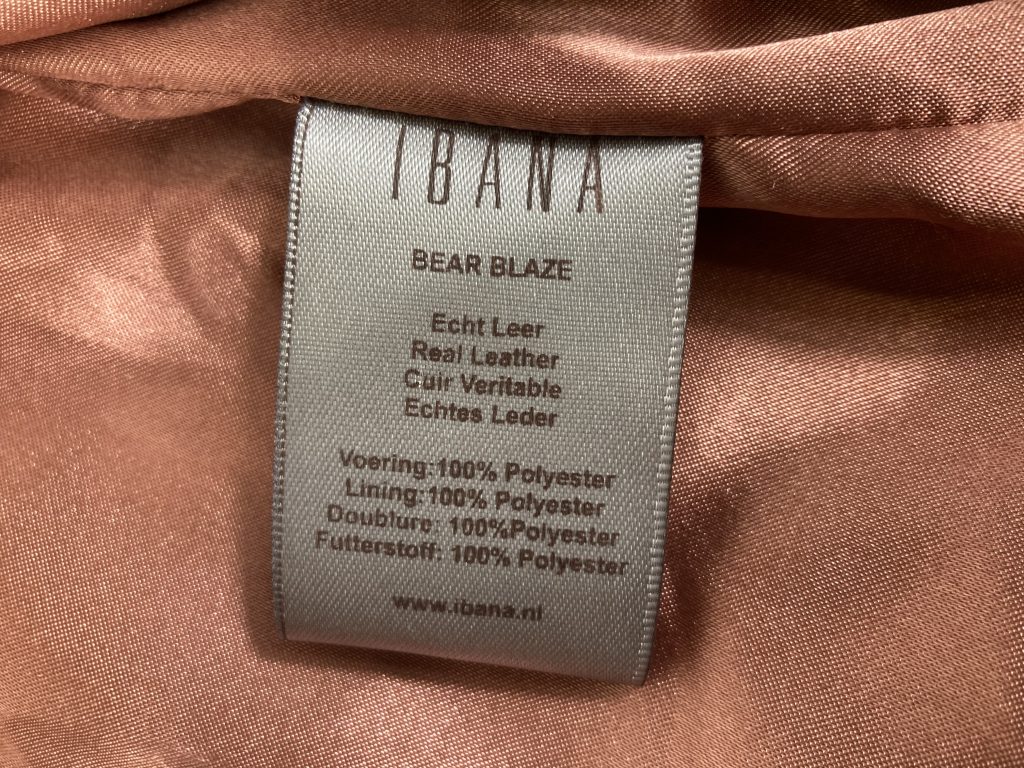 IBANA
BEAR BLAZE
Echt Leer
Real Leather
Cuir Veritable
Echtes Leder
Voering:100% Polyester
Lining:100% Polyester
Doublure: 100%Polyester
Futterstoff: 100% Polyester
www.ibana.nl